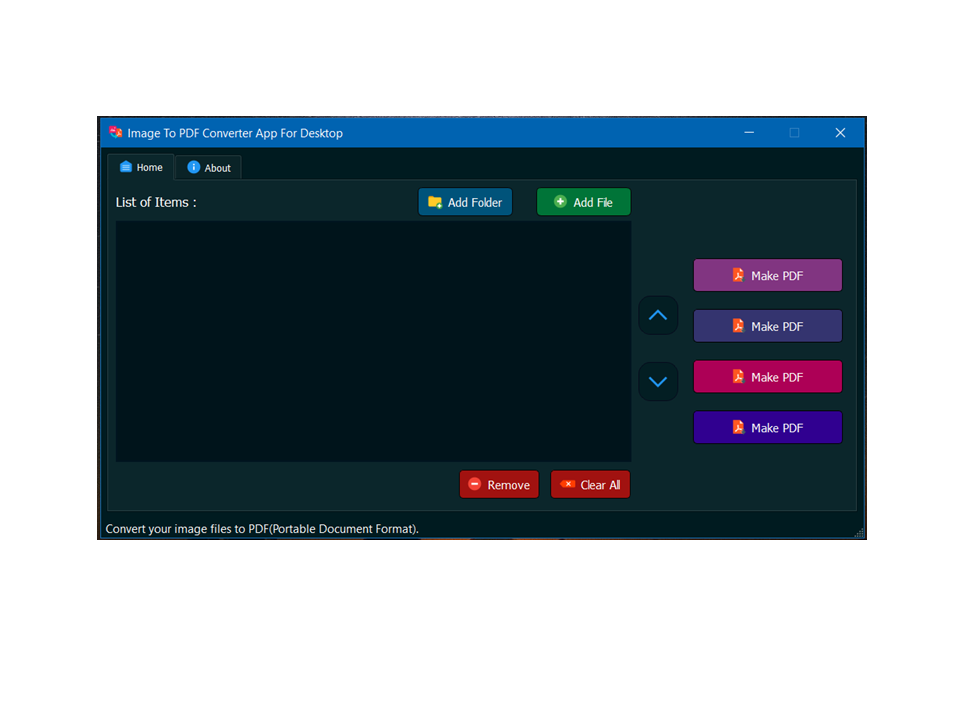 Image To PDF Converter App For Desktop
Home
About
List of Items :
Add Folder
Add File
Make PDF
Make PDF
Make PDF
Make PDF
Remove
Clear All
Convert your image files to PDF(Portable Document Format).